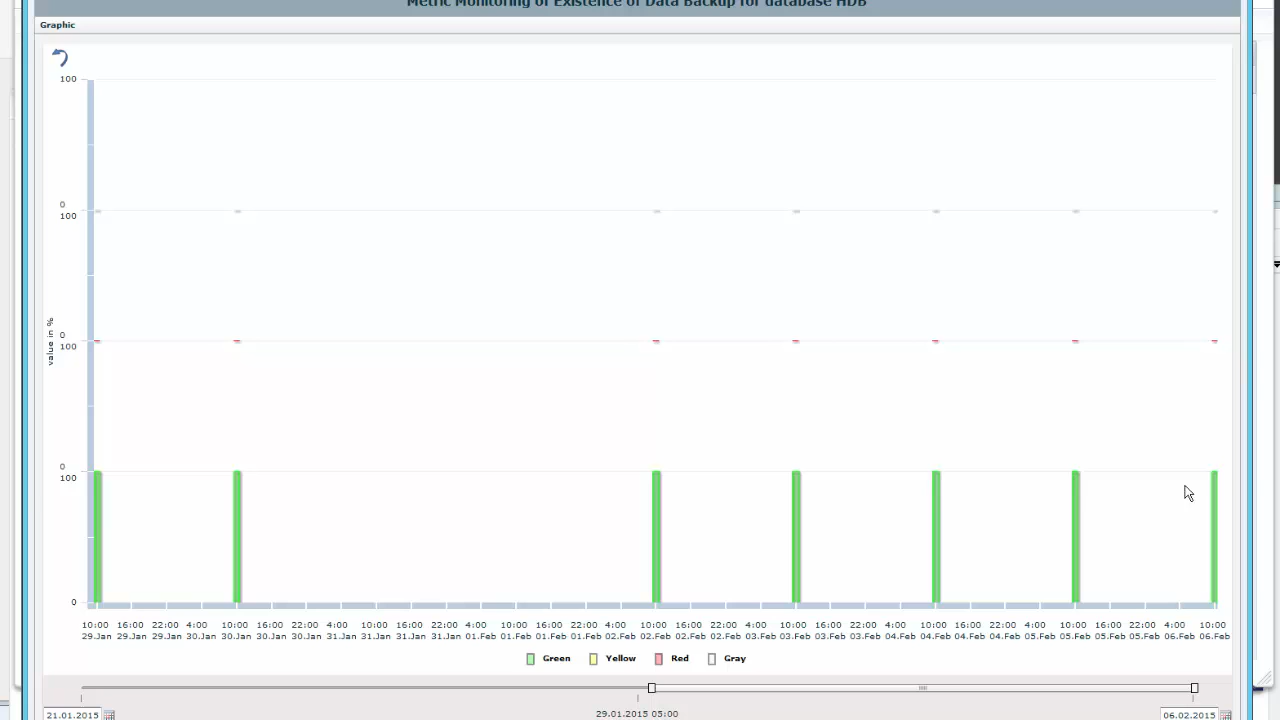 Metric Monitoring of Existence of Data Backup for database HDB
Graphic
100
0
100
0
100
0
100
0
value in %
10:00 16:00 22:00 4:00 10:00 16:00 22:00 4:00 10:00 16:00 22:00 4:00 10:00 16:00 22:00 4:00 10:00 16:00 22:00 4:00 10:00 16:00 22:00 4:00 10:00 16:00 22:00 4:00 10:00 16:00 22:00 4:00 10:00
29.Jan 29.Jan 29.Jan 30.Jan 30.Jan 30.Jan 30.Jan 31.Jan 31.Jan 31.Jan 31.Jan 01.Feb 01.Feb 01.Feb 01.Feb 02.Feb 02.Feb 02.Feb 02.Feb 03.Feb 03.Feb 03.Feb 03.Feb 04.Feb 04.Feb 04.Feb 04.Feb 05.Feb 05.Feb 05.Feb 05.Feb 06.Feb 06.Feb
Green Yellow Red Gray
21.01.2015 29.01.2015 05:00 06.02.2015